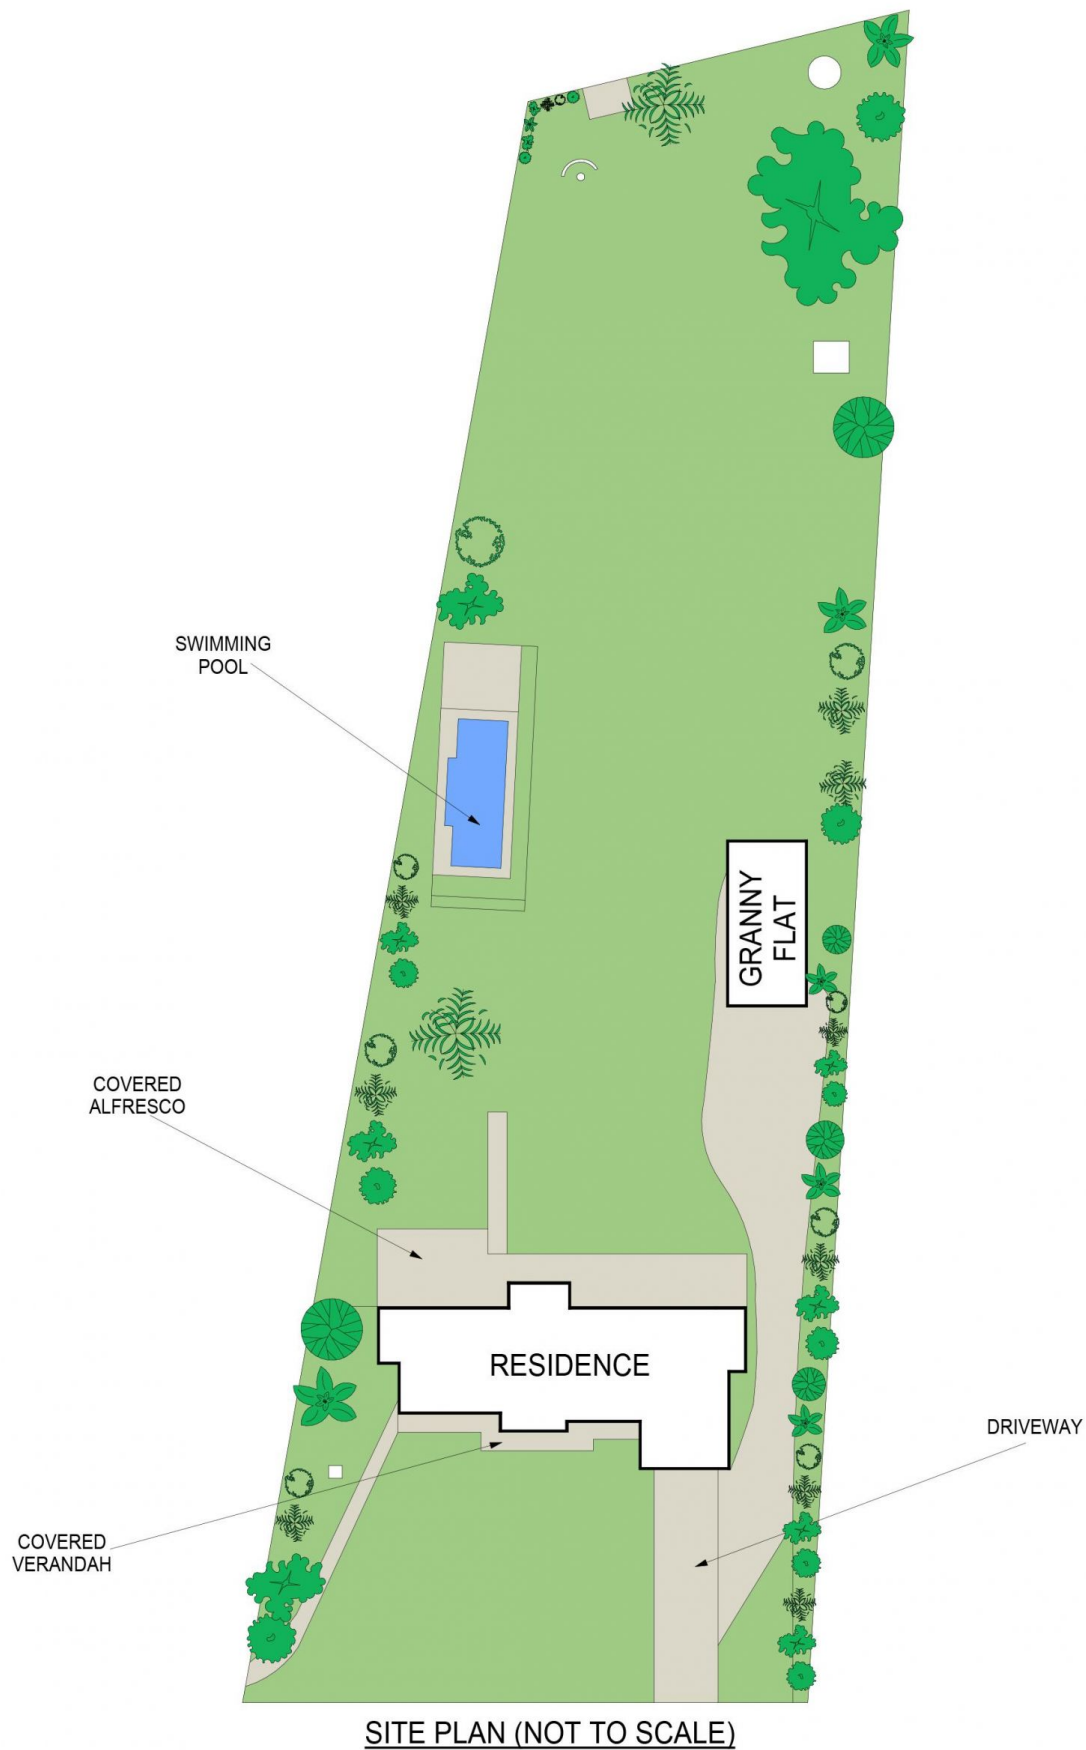 SWIMMING
POOL
GRANNY
FLAT
COVERED
ALFRESCO
RESIDENCE
DRIVEWAY
COVERED
VERANDAH
SITE PLAN (NOT TO SCALE)